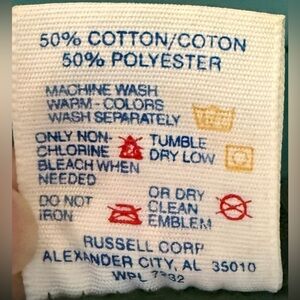 50% COTTON/COTON
50% POLYESTER
MACHINE WASH
WARM - COLORS
WASH SEPARATELY
ONLY NON-
CHLORINE
BLEACH WHEN
NEEDED
TUMBLE
DRY LOW
DO NOT
IRON
OR DRY
CLEAN
EMBLEM
RUSSELL CORP
ALEXANDER CITY, AL 35010
WPL